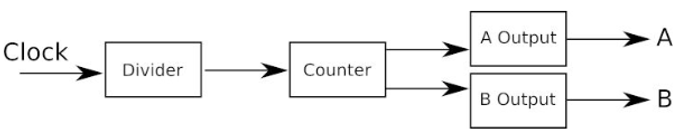 Clock
Divider
Counter
A Output
A
B Output
B